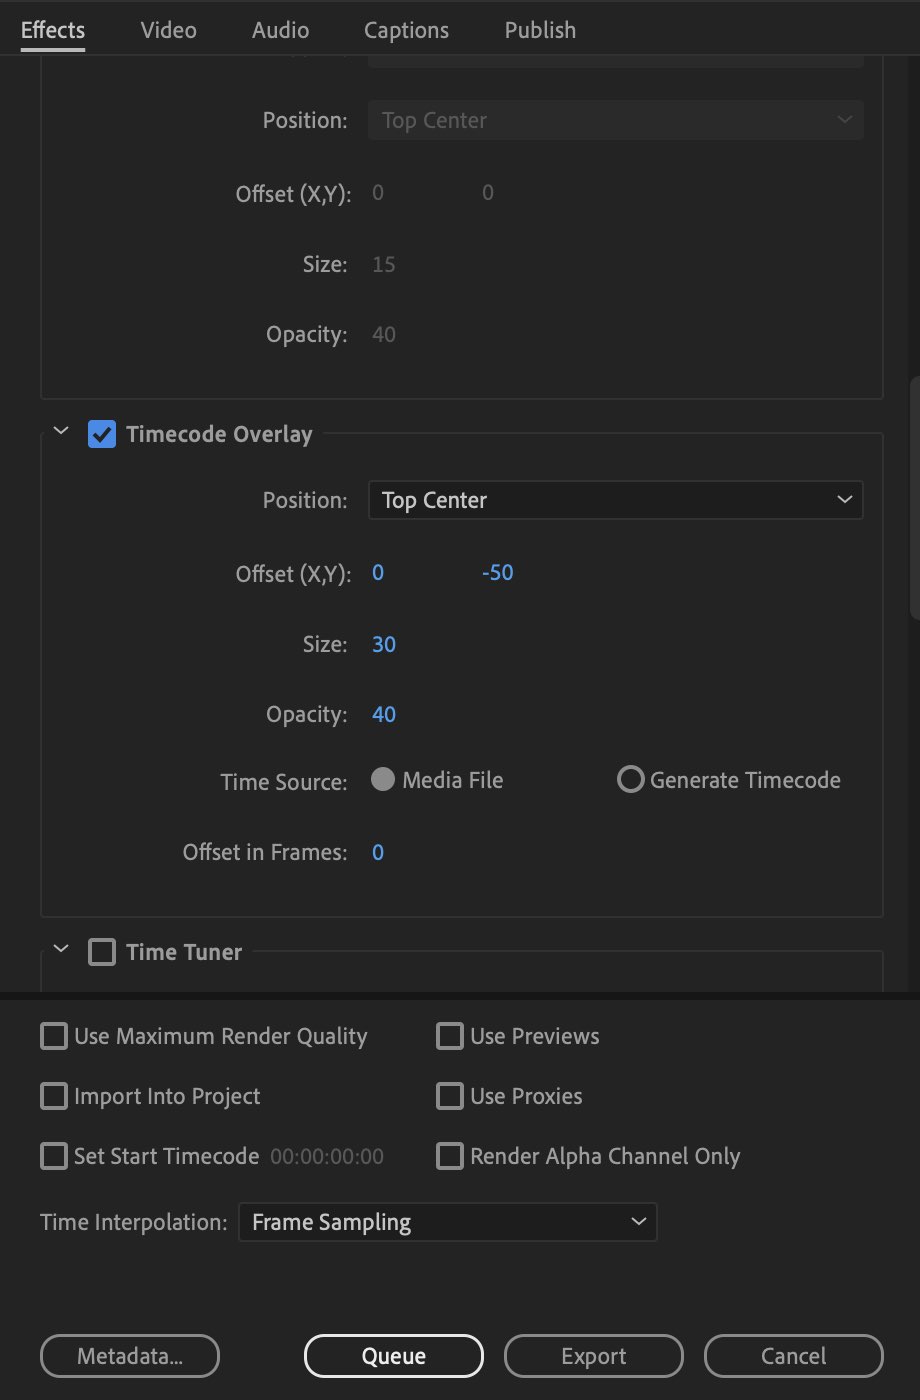 Effects Video Audio Captions Publish
Position: Top Center
Offset (X,Y): 0 0
Size: 15
Opacity: 40
Timecode Overlay
Position: Top Center
Offset (X,Y): 0 -50
Size: 30
Opacity: 40
Time Source: Media File Generate Timecode
Offset in Frames: 0
Time Tuner
Use Maximum Render Quality Use Previews
Import Into Project Use Proxies
Set Start Timecode 00:00:00:00 Render Alpha Channel Only
Time Interpolation: Frame Sampling
Metadata... Queue Export Cancel